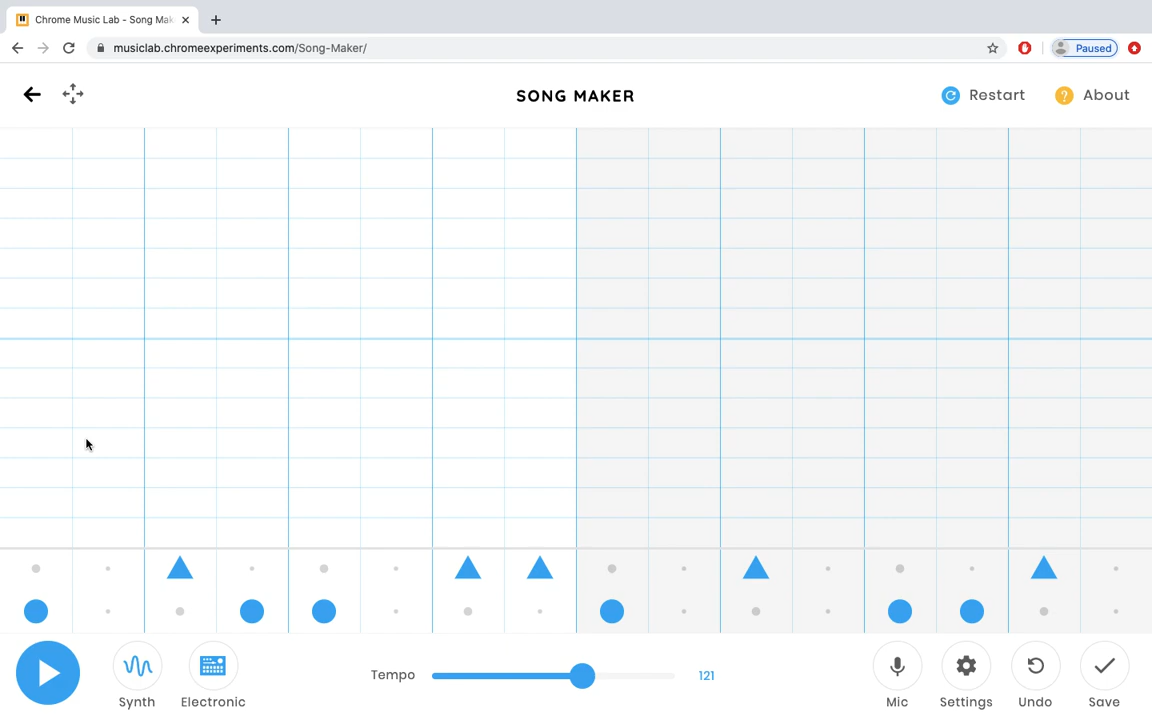 Chrome Music Lab - Song Mak
musiclab.chromeexperiments.com/Song-Maker/
Paused
SONG MAKER
Restart
? About
Tempo
121
Synth
Electronic
Mic
Settings
Undo
Save